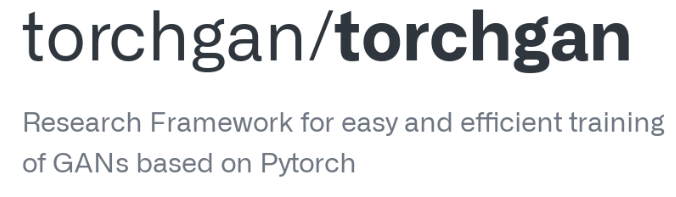 torchgan/torchgan
Research Framework for easy and efficient training
of GANs based on Pytorch